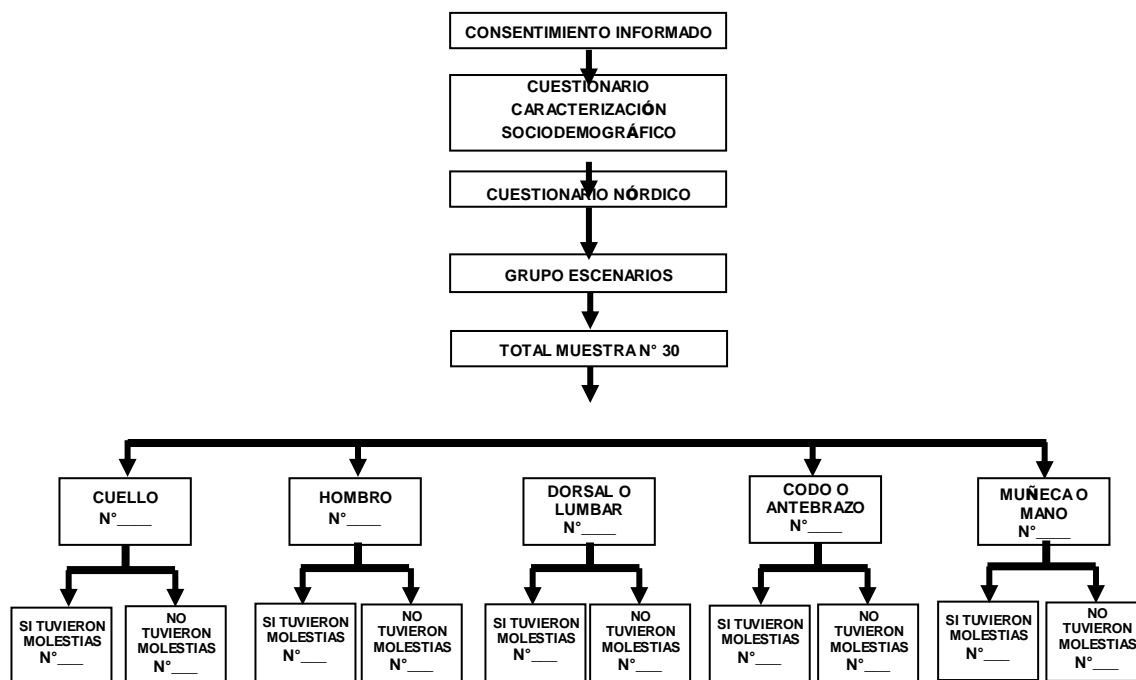 CONSENTIMIENTO INFORMADO
CUESTIONARIO
CARACTERIZACIÓN
SOCIODEMOGRÁFICO
CUESTIONARIO NÓRDICO
GRUPO ESCENARIOS
TOTAL MUESTRA N° 30
CUELLO
N°____
HOMBRO
N°____
DORSAL O
LUMBAR
N°____
CODO O
ANTEBRAZO
N°____
MUÑECA O
MANO
N°____
SI TUVIERON
MOLESTIAS
N°___
NO
TUVIERON
MOLESTIAS
N°___
SI TUVIERON
MOLESTIAS
N°___
NO
TUVIERON
MOLESTIAS
N°___
SI TUVIERON
MOLESTIAS
N°___
NO
TUVIERON
MOLESTIAS
N°___
SI TUVIERON
MOLESTIAS
N°___
NO
TUVIERON
MOLESTIAS
N°___
SI TUVIERON
MOLESTIAS
N°___
NO
TUVIERON
MOLESTIAS
N°___